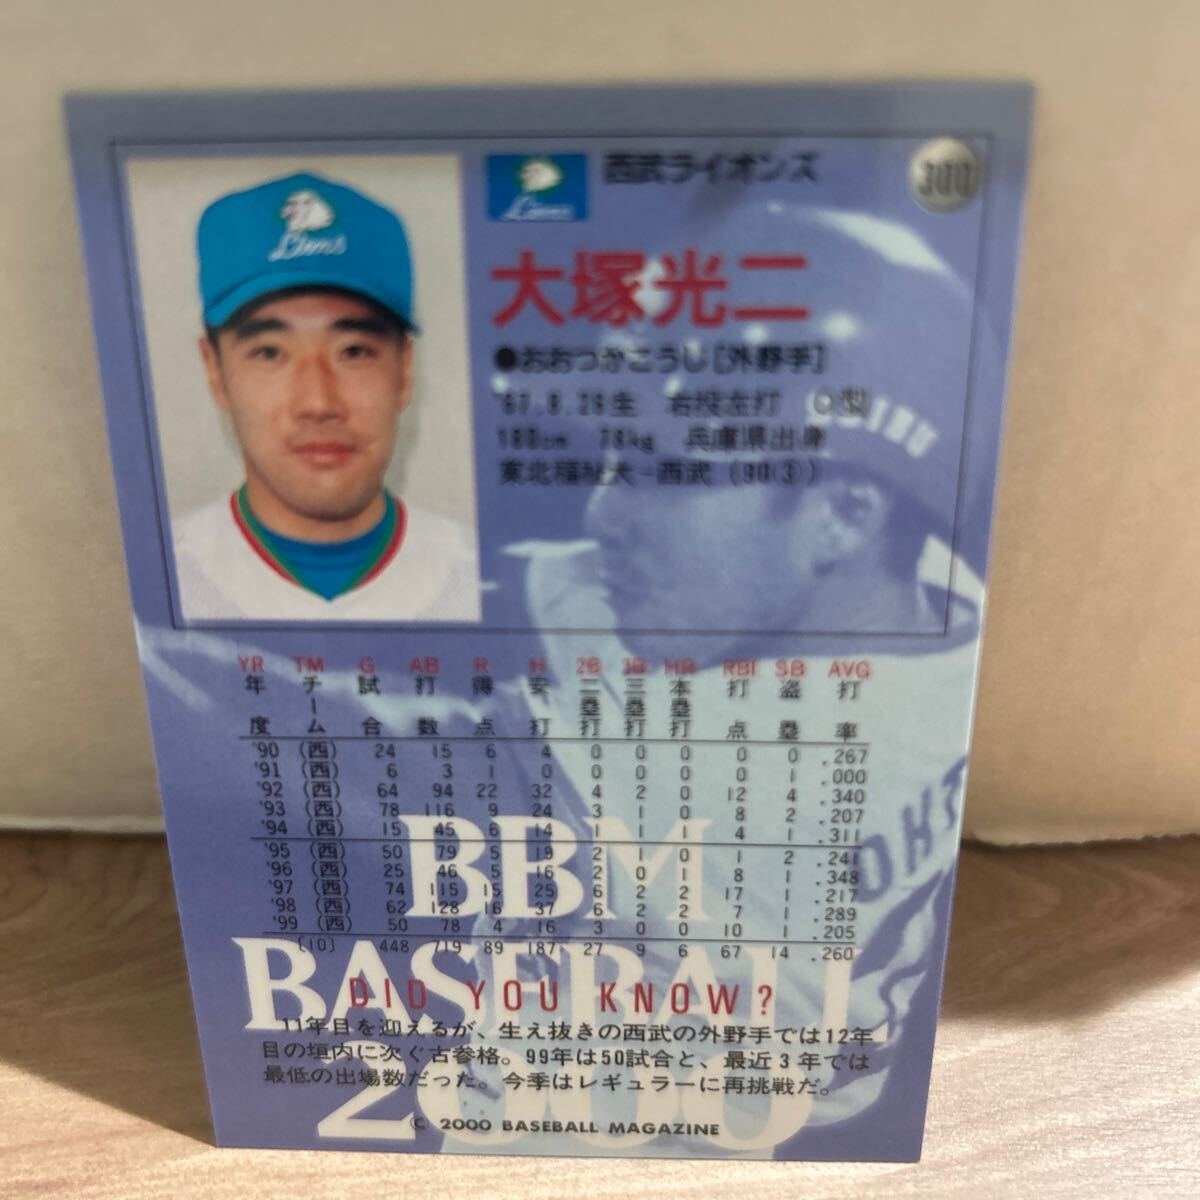 Lions
Lions
西武ライオンズ
300
大塚光二
●おおつかこうじ[外野手]
'67.8.26生 右投左打 O型
180cm 78kg 兵庫県出身
東北福祉大-西武(90③)
YR TM G AB R H 2B 3B HR RBI SB AVG
年度 チーム 試合 打数 得点 安打 二塁打 三塁打 本塁打 打点 盗塁 打率
'90 (西) 24 15 6 4 0 0 0 0 0 .267
'91 (西) 6 3 1 0 0 0 0 0 1 .000
'92 (西) 64 94 22 32 4 2 0 12 4 .340
'93 (西) 78 116 9 24 3 1 0 8 2 .207
'94 (西) 15 45 6 14 1 1 1 4 1 .311
'95 (西) 50 79 5 19 2 1 0 1 2 .241
'96 (西) 25 46 5 16 2 0 1 8 1 .348
'97 (西) 74 115 15 25 6 2 2 17 1 .217
'98 (西) 62 128 16 37 6 2 2 7 1 .289
'99 (西) 50 78 4 16 3 0 0 10 1 .205
[10] 448 719 89 187 27 9 6 67 14 .260
BBM
BASEBALL
2000
DID YOU KNOW?
11年目を迎えるが、生え抜きの西武の外野手では12年
目の垣内に次ぐ古参格。99年は50試合と、最近3年では
最低の出場数だった。今季はレギュラーに再挑戦だ。
© 2000 BASEBALL MAGAZINE